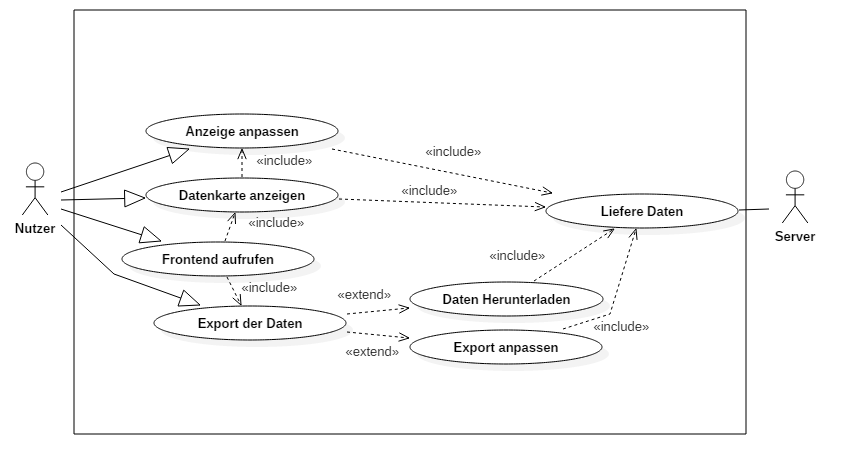 Anzeige anpassen
«include»
«include»
Datenkarte anzeigen
«include»
Liefere Daten
Nutzer
Server
«include»
Frontend aufrufen
«include»
«include»
«extend»
Daten Herunterladen
Export der Daten
«include»
Export anpassen
«extend»